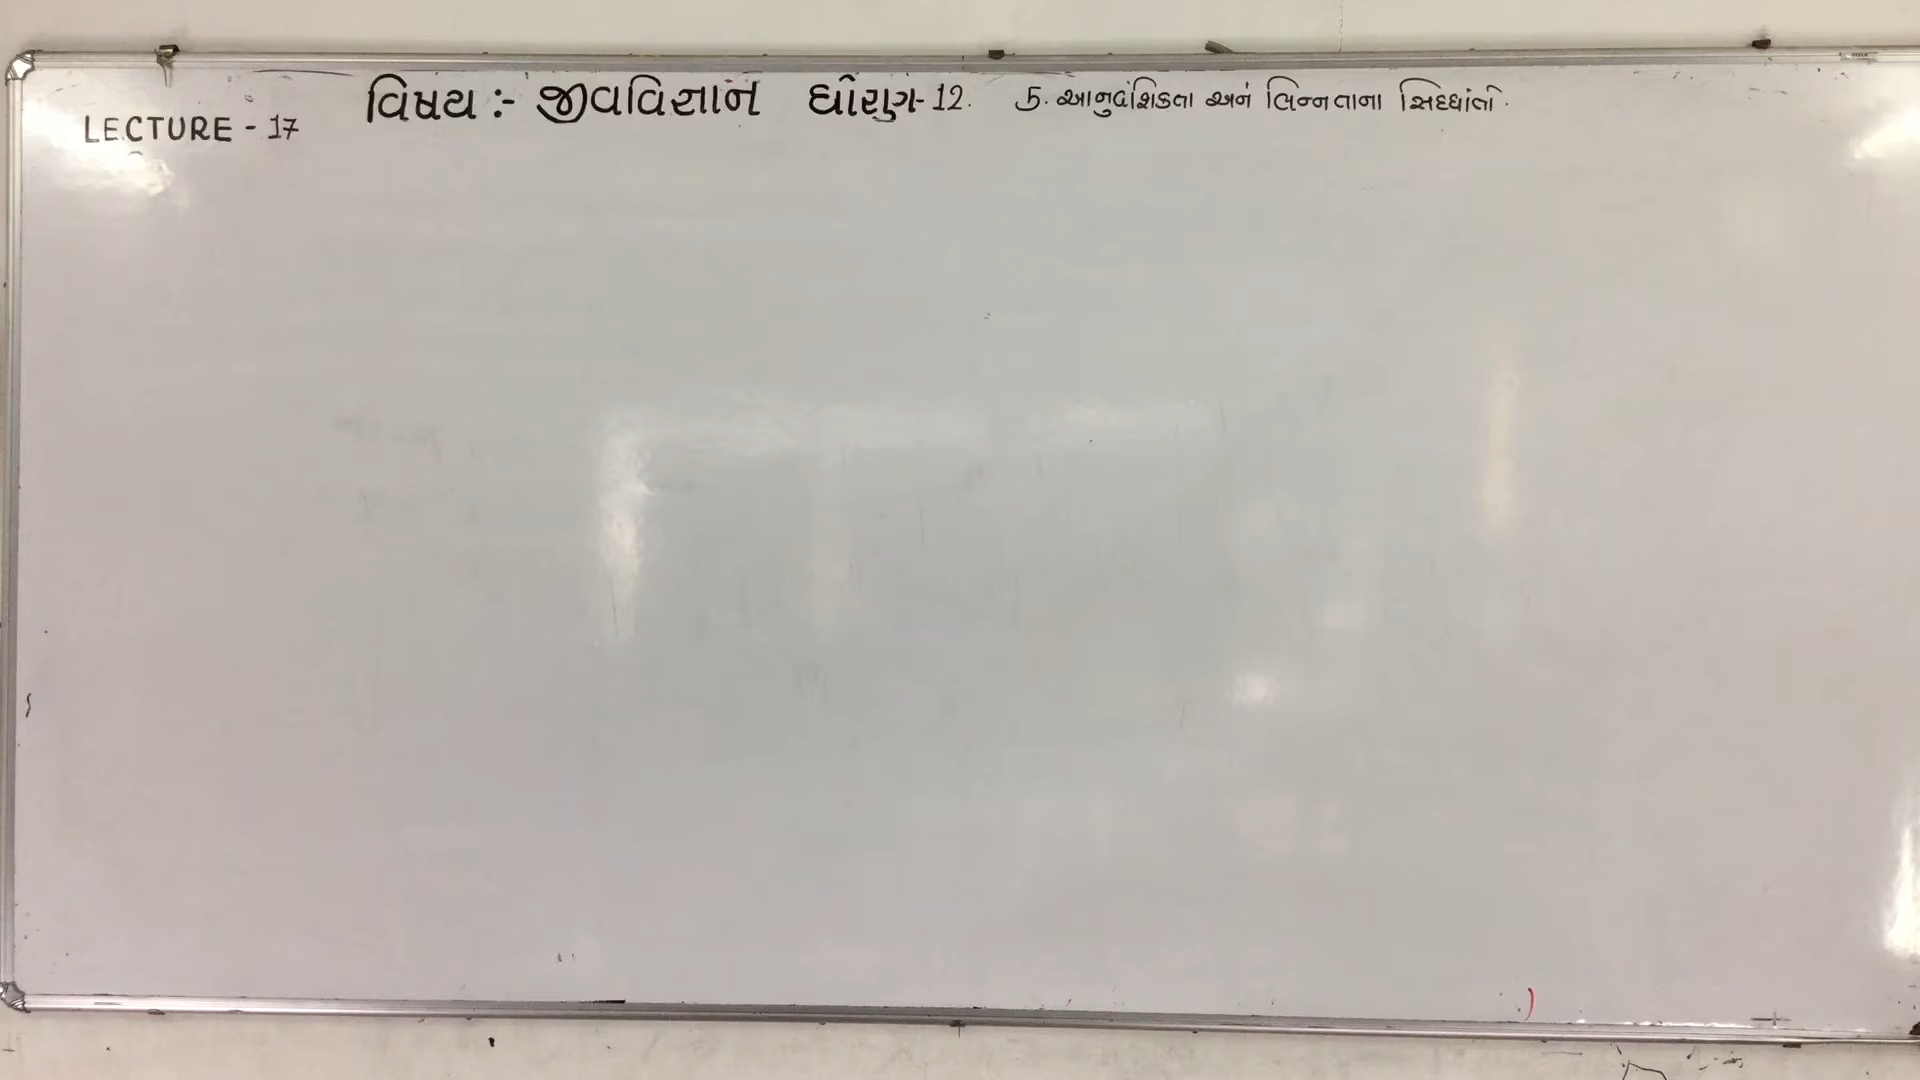 વિષય :- જીવવિજ્ઞાન ધોરણ-12. 5. આનુવંશિકતા અને ભિન્નતાના સિદ્ધાંતો.
LECTURE - 17